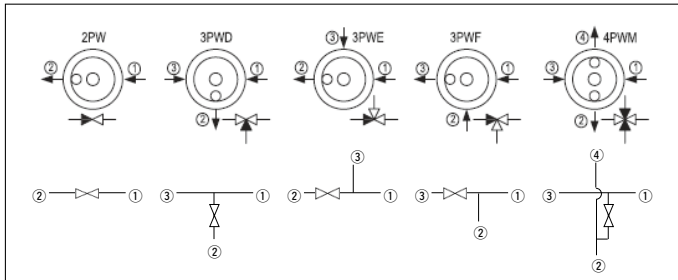 2PW 3PWD 3PWE 3PWF 4PWM
③ ④
② ① ③ ① ② ① ③ ① ③ ①
② ② ②
③ ④
② ① ③ ① ② ① ③ ① ③ ①
② ② ②